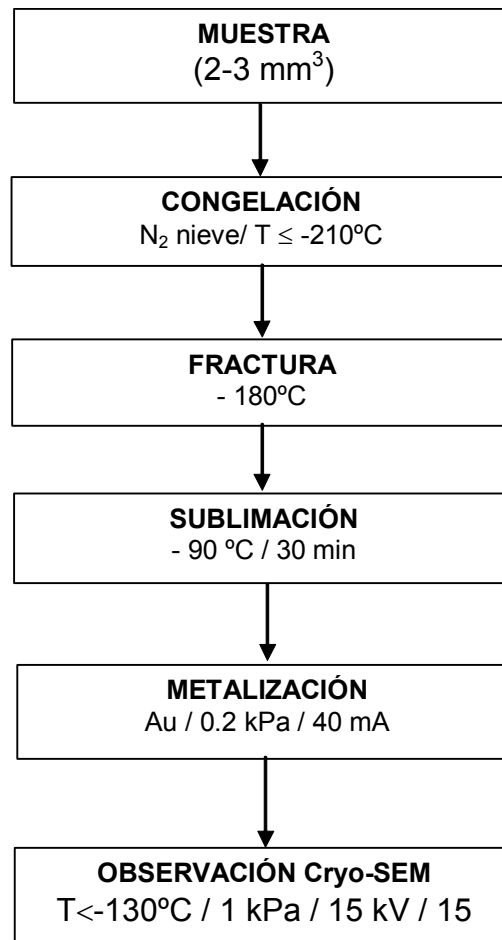 MUESTRA
(2-3 mm³)
CONGELACIÓN
N₂ nieve/ T ≤ -210ºC
FRACTURA
- 180ºC
SUBLIMACIÓN
- 90 ºC / 30 min
METALIZACIÓN
Au / 0.2 kPa / 40 mA
OBSERVACIÓN Cryo-SEM
T<-130ºC / 1 kPa / 15 kV / 15